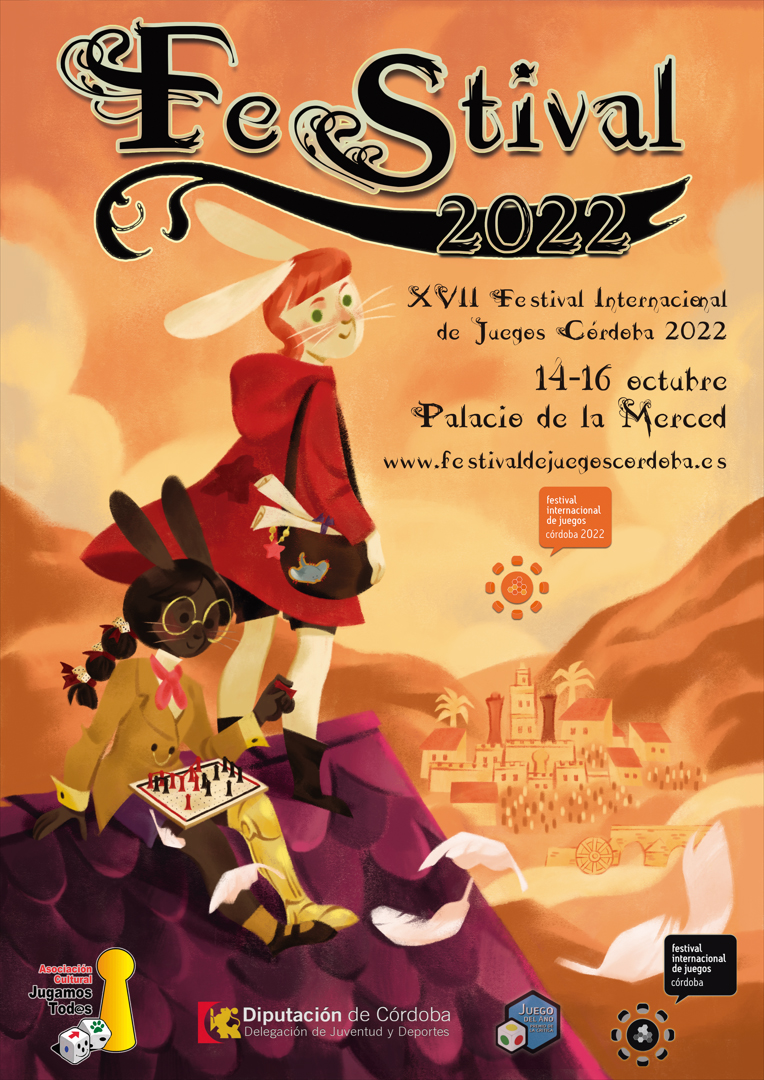 FeStival
2022
XVII Festival Internacional
de Juegos Córdoba 2022
14-16 octubre
Palacio de la Merced
www.festivaldejuegoscordoba.es
festival
internacional
de juegos
córdoba 2022
festival
internacional
de juegos
córdoba
Asociación
Cultural
Jugamos
Tod@s
Diputación de Córdoba
Delegación de Juventud y Deportes
JUEGO
DEL AÑO